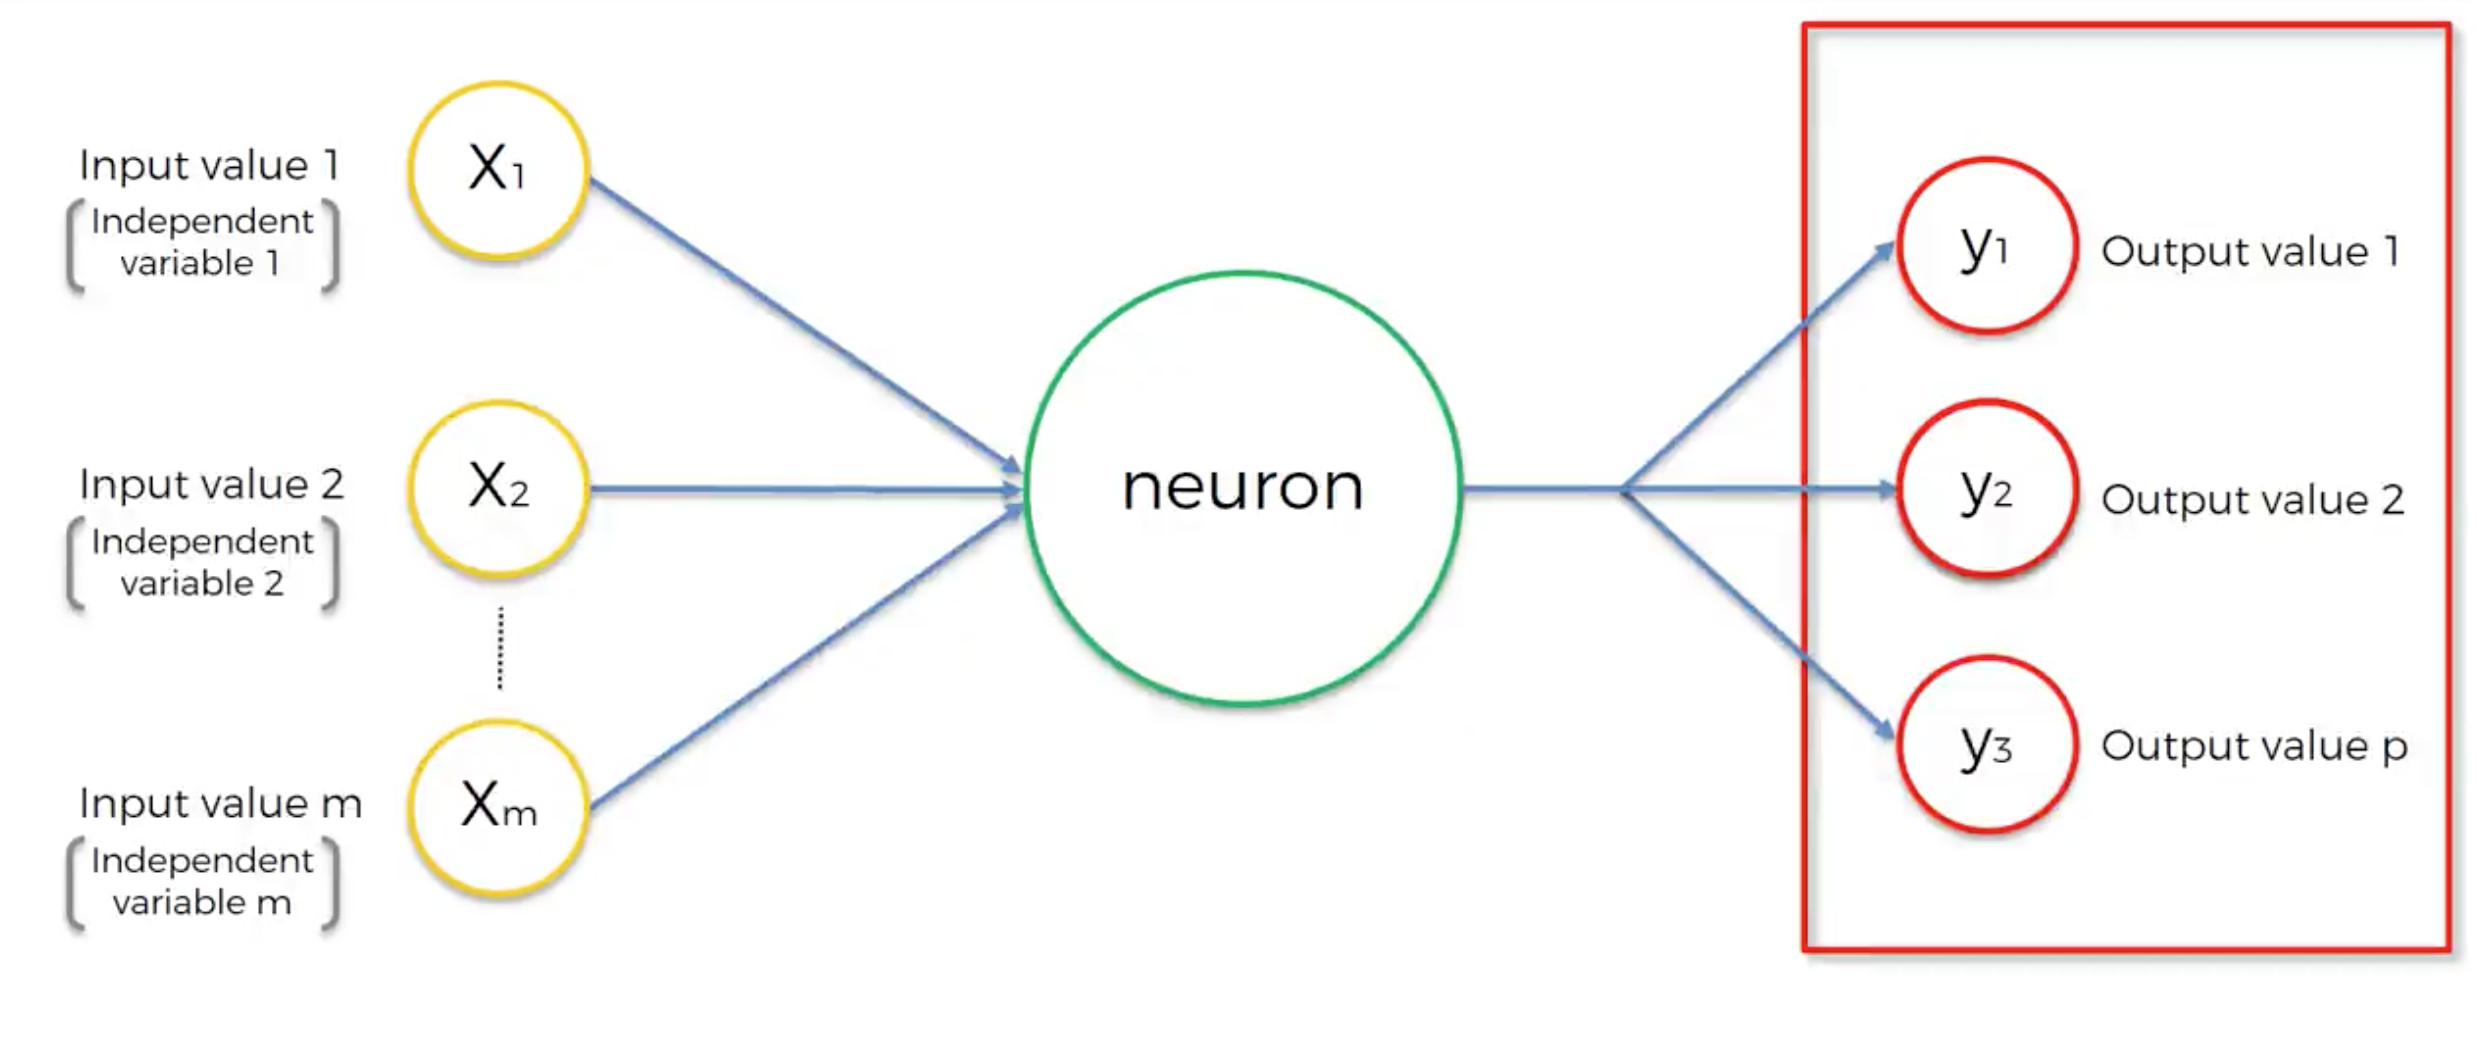 Input value 1
Independent
variable 1
X1
Input value 2
Independent
variable 2
X2
Input value m
Independent
variable m
Xm
neuron
y1
Output value 1
y2
Output value 2
y3
Output value p